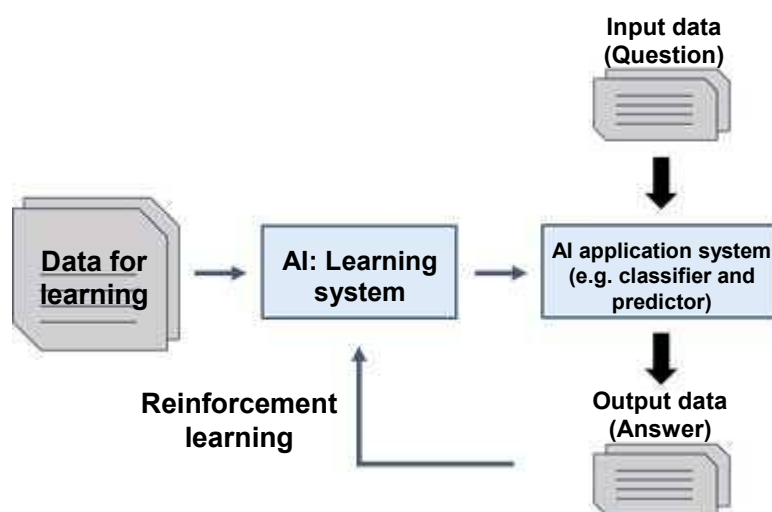 Input data
(Question)
Data for
learning
AI: Learning
system
AI application system
(e.g. classifier and
predictor)
Reinforcement
learning
Output data
(Answer)